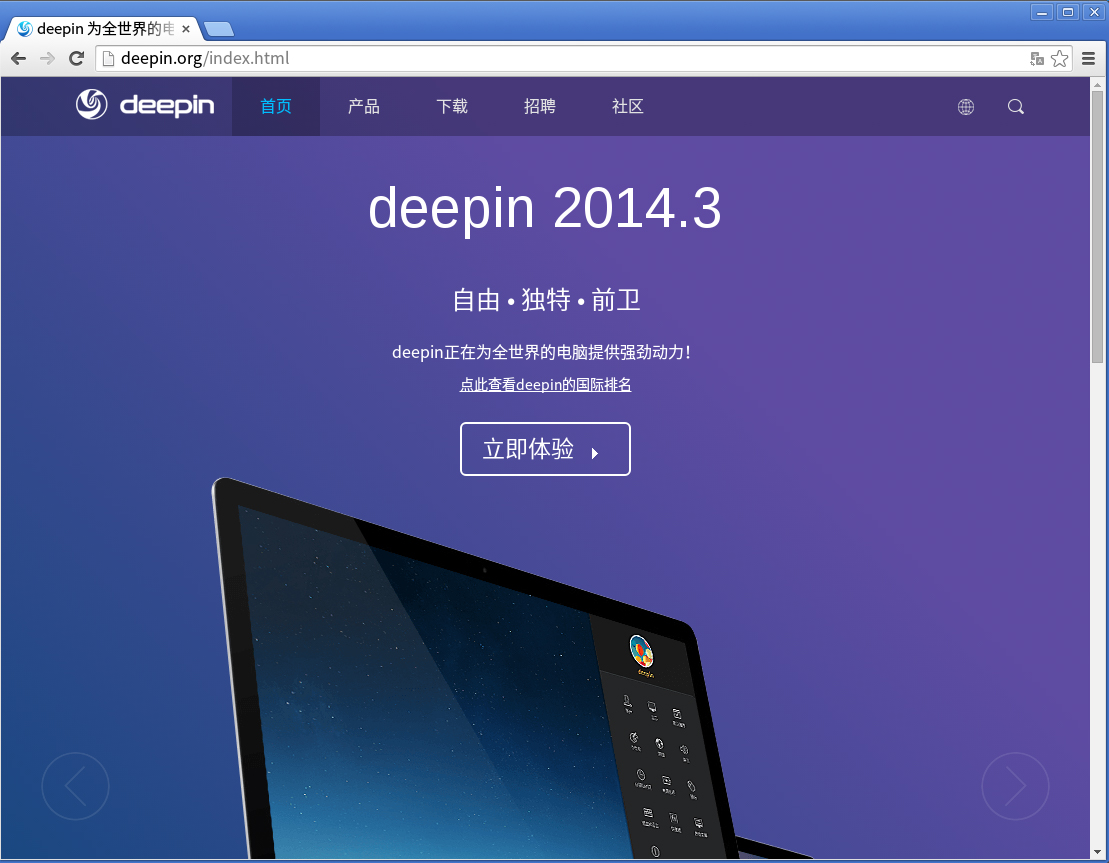 deepin 为全世界的电
deepin.org/index.html
deepin 首页 产品 下载 招聘 社区
deepin 2014.3
自由 • 独特 • 前卫
deepin正在为全世界的电脑提供强劲动力!
点此查看deepin的国际排名
立即体验
deepin